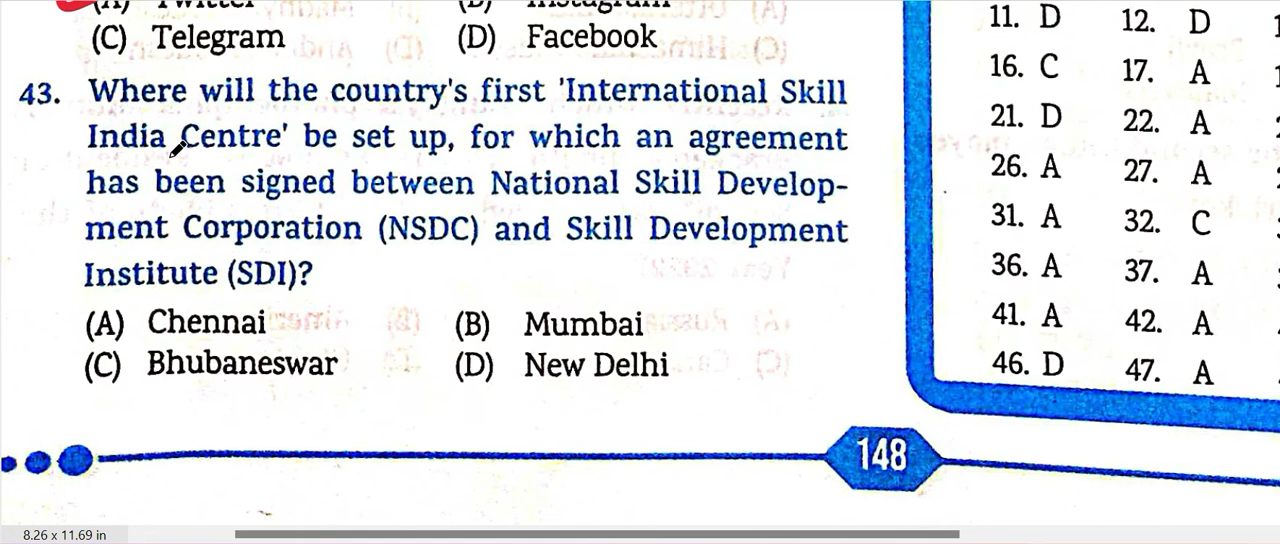 (C) Telegram (D) Facebook
43. Where will the country's first 'International Skill
India Centre' be set up, for which an agreement
has been signed between National Skill Develop-
ment Corporation (NSDC) and Skill Development
Institute (SDI)?
(A) Chennai (B) Mumbai
(C) Bhubaneswar (D) New Delhi
11. D 12. D
16. C 17. A
21. D 22. A
26. A 27. A
31. A 32. C
36. A 37. A
41. A 42. A
46. D 47. A
148
8.26 x 11.69 in